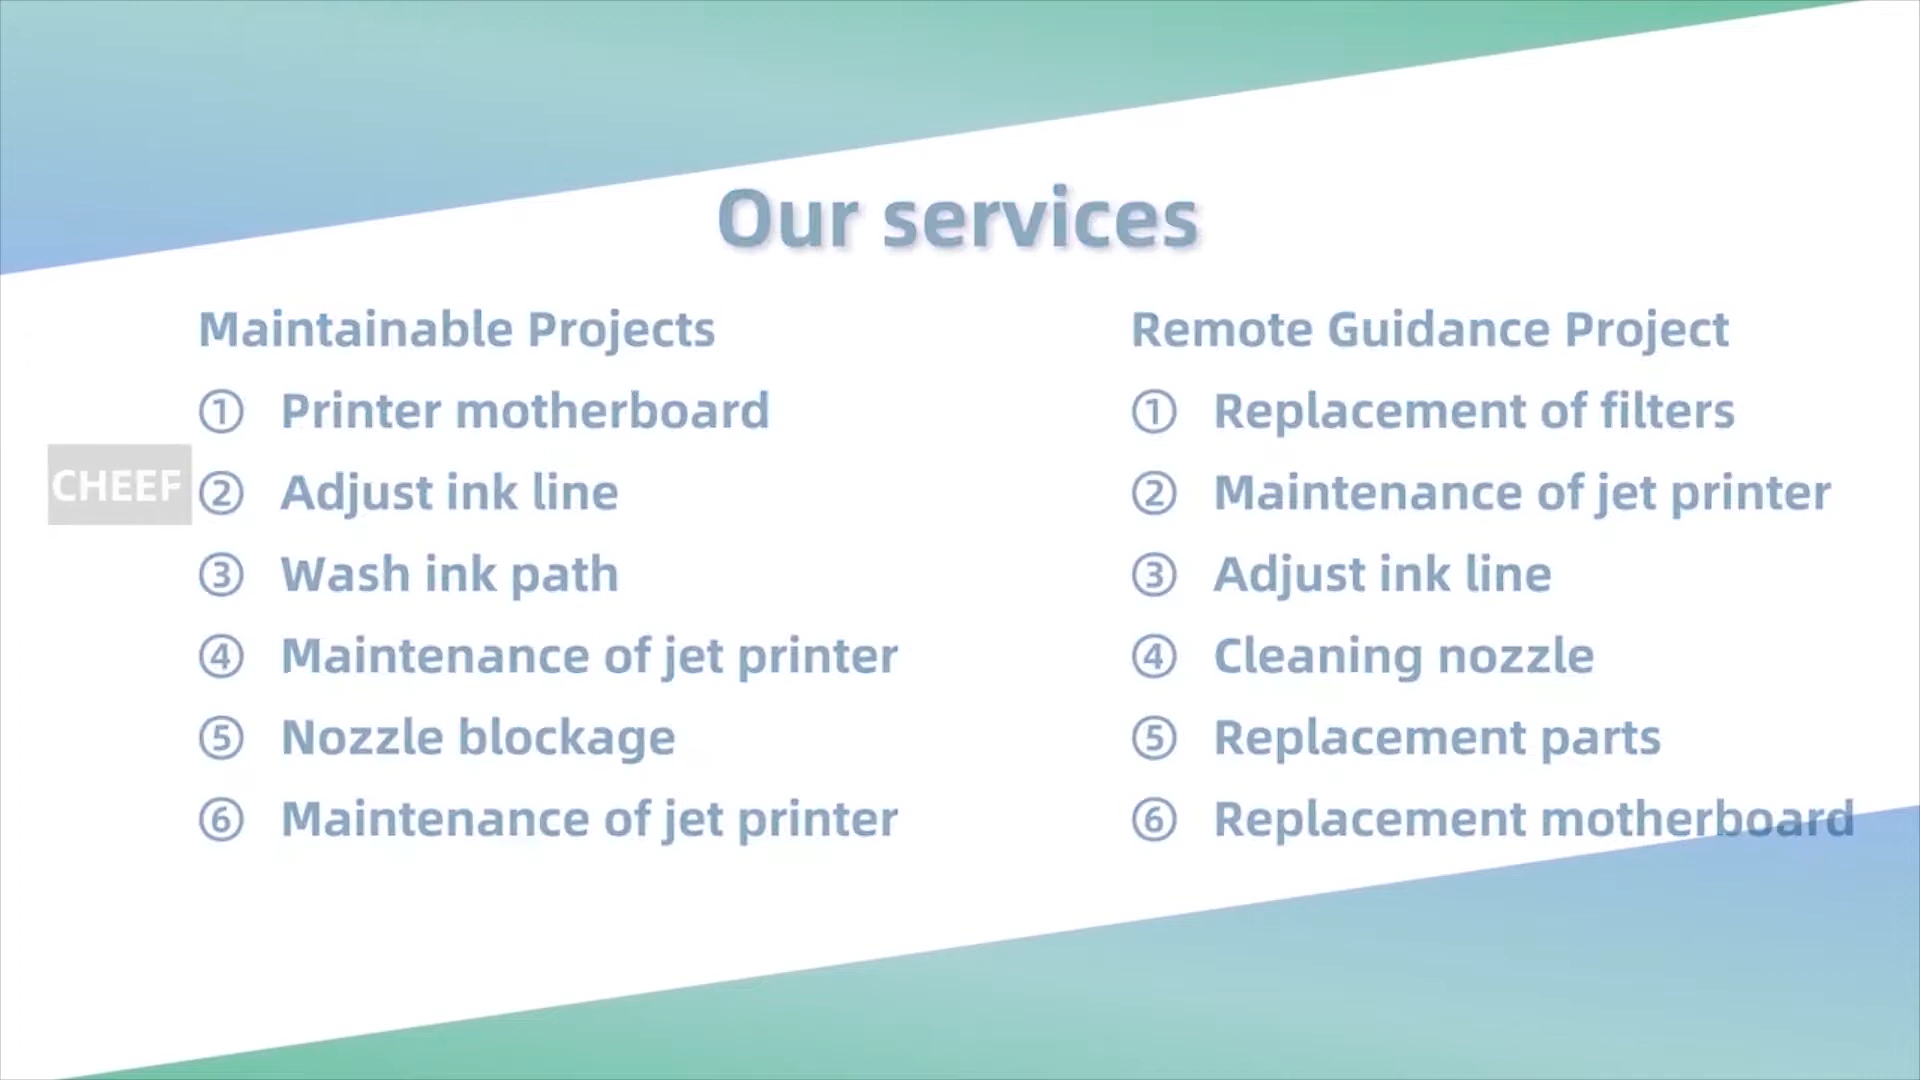 Our services
Maintainable Projects
① Printer motherboard
② Adjust ink line
③ Wash ink path
④ Maintenance of jet printer
⑤ Nozzle blockage
⑥ Maintenance of jet printer
Remote Guidance Project
① Replacement of filters
② Maintenance of jet printer
③ Adjust ink line
④ Cleaning nozzle
⑤ Replacement parts
⑥ Replacement motherboard
CHEEF